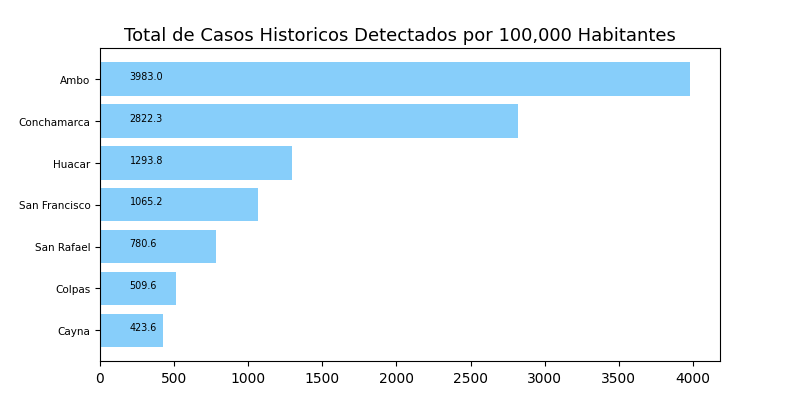 Total de Casos Historicos Detectados por 100,000 Habitantes
Ambo 3983.0
Conchamarca 2822.3
Huacar 1293.8
San Francisco 1065.2
San Rafael 780.6
Colpas 509.6
Cayna 423.6
0 500 1000 1500 2000 2500 3000 3500 4000